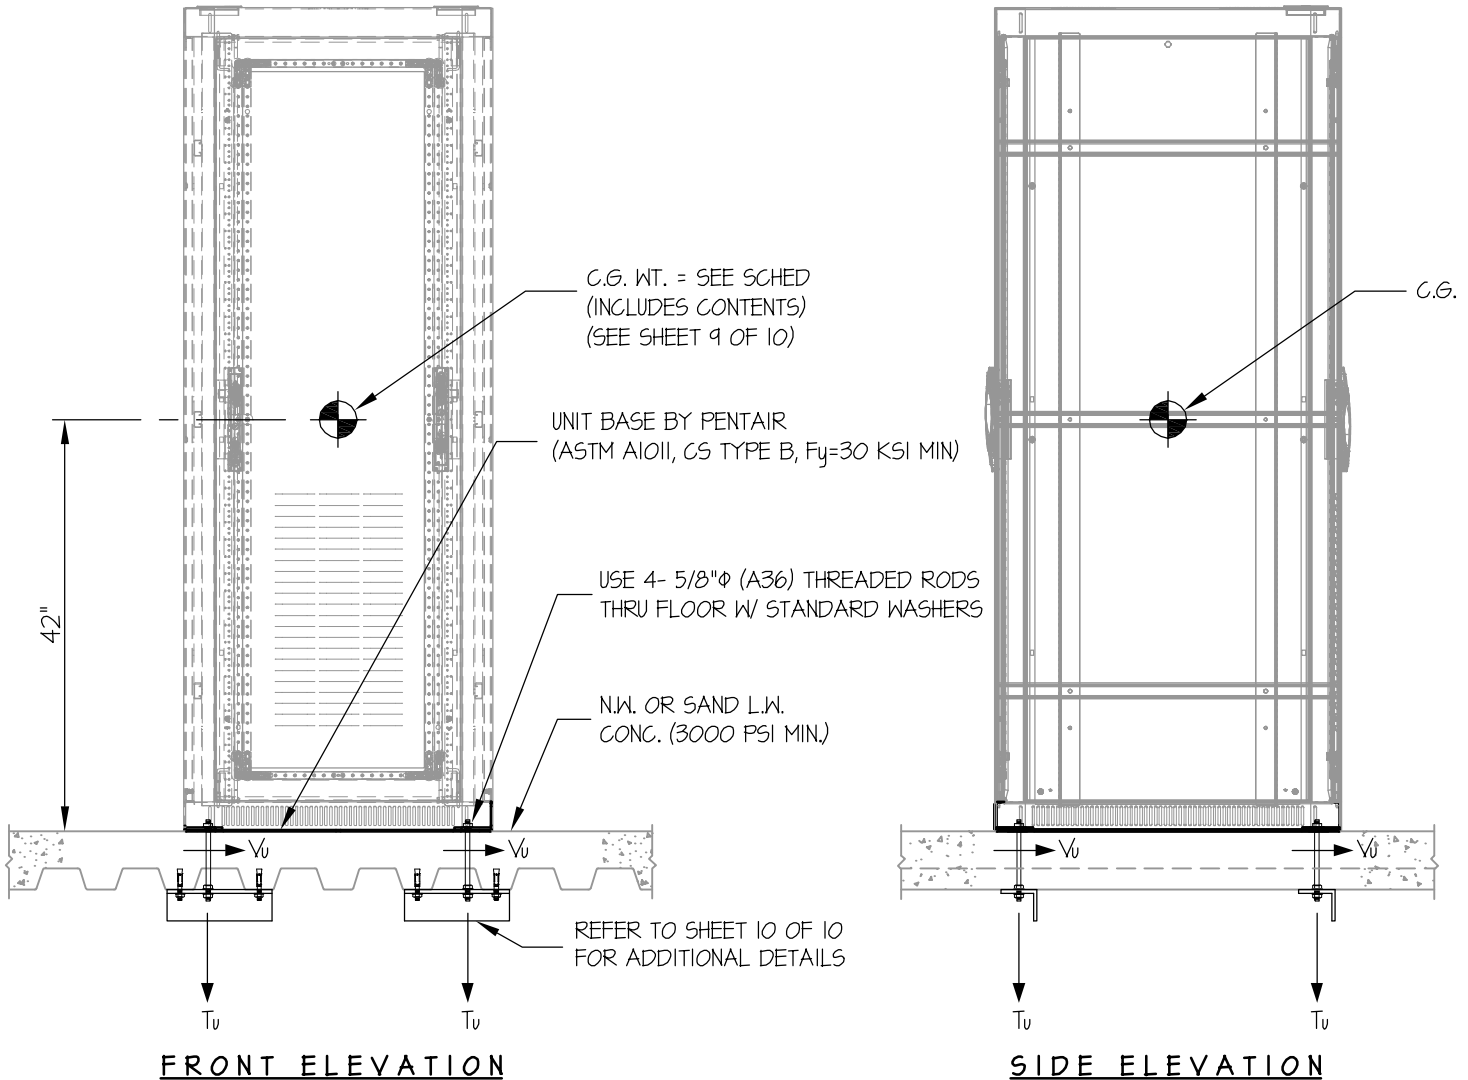 C.G. WT. = SEE SCHED
(INCLUDES CONTENTS)
(SEE SHEET 9 OF 10)
C.G.
UNIT BASE BY PENTAIR
(ASTM A1011, CS TYPE B, Fy=30 KSI MIN)
42"
USE 4- 5/8"Φ (A36) THREADED RODS
THRU FLOOR W/ STANDARD WASHERS
N.W. OR SAND L.W.
CONC. (3000 PSI MIN.)
Vu
Vu
Vu
Vu
REFER TO SHEET 10 OF 10
FOR ADDITIONAL DETAILS
Tu
Tu
Tu
Tu
FRONT ELEVATION
SIDE ELEVATION